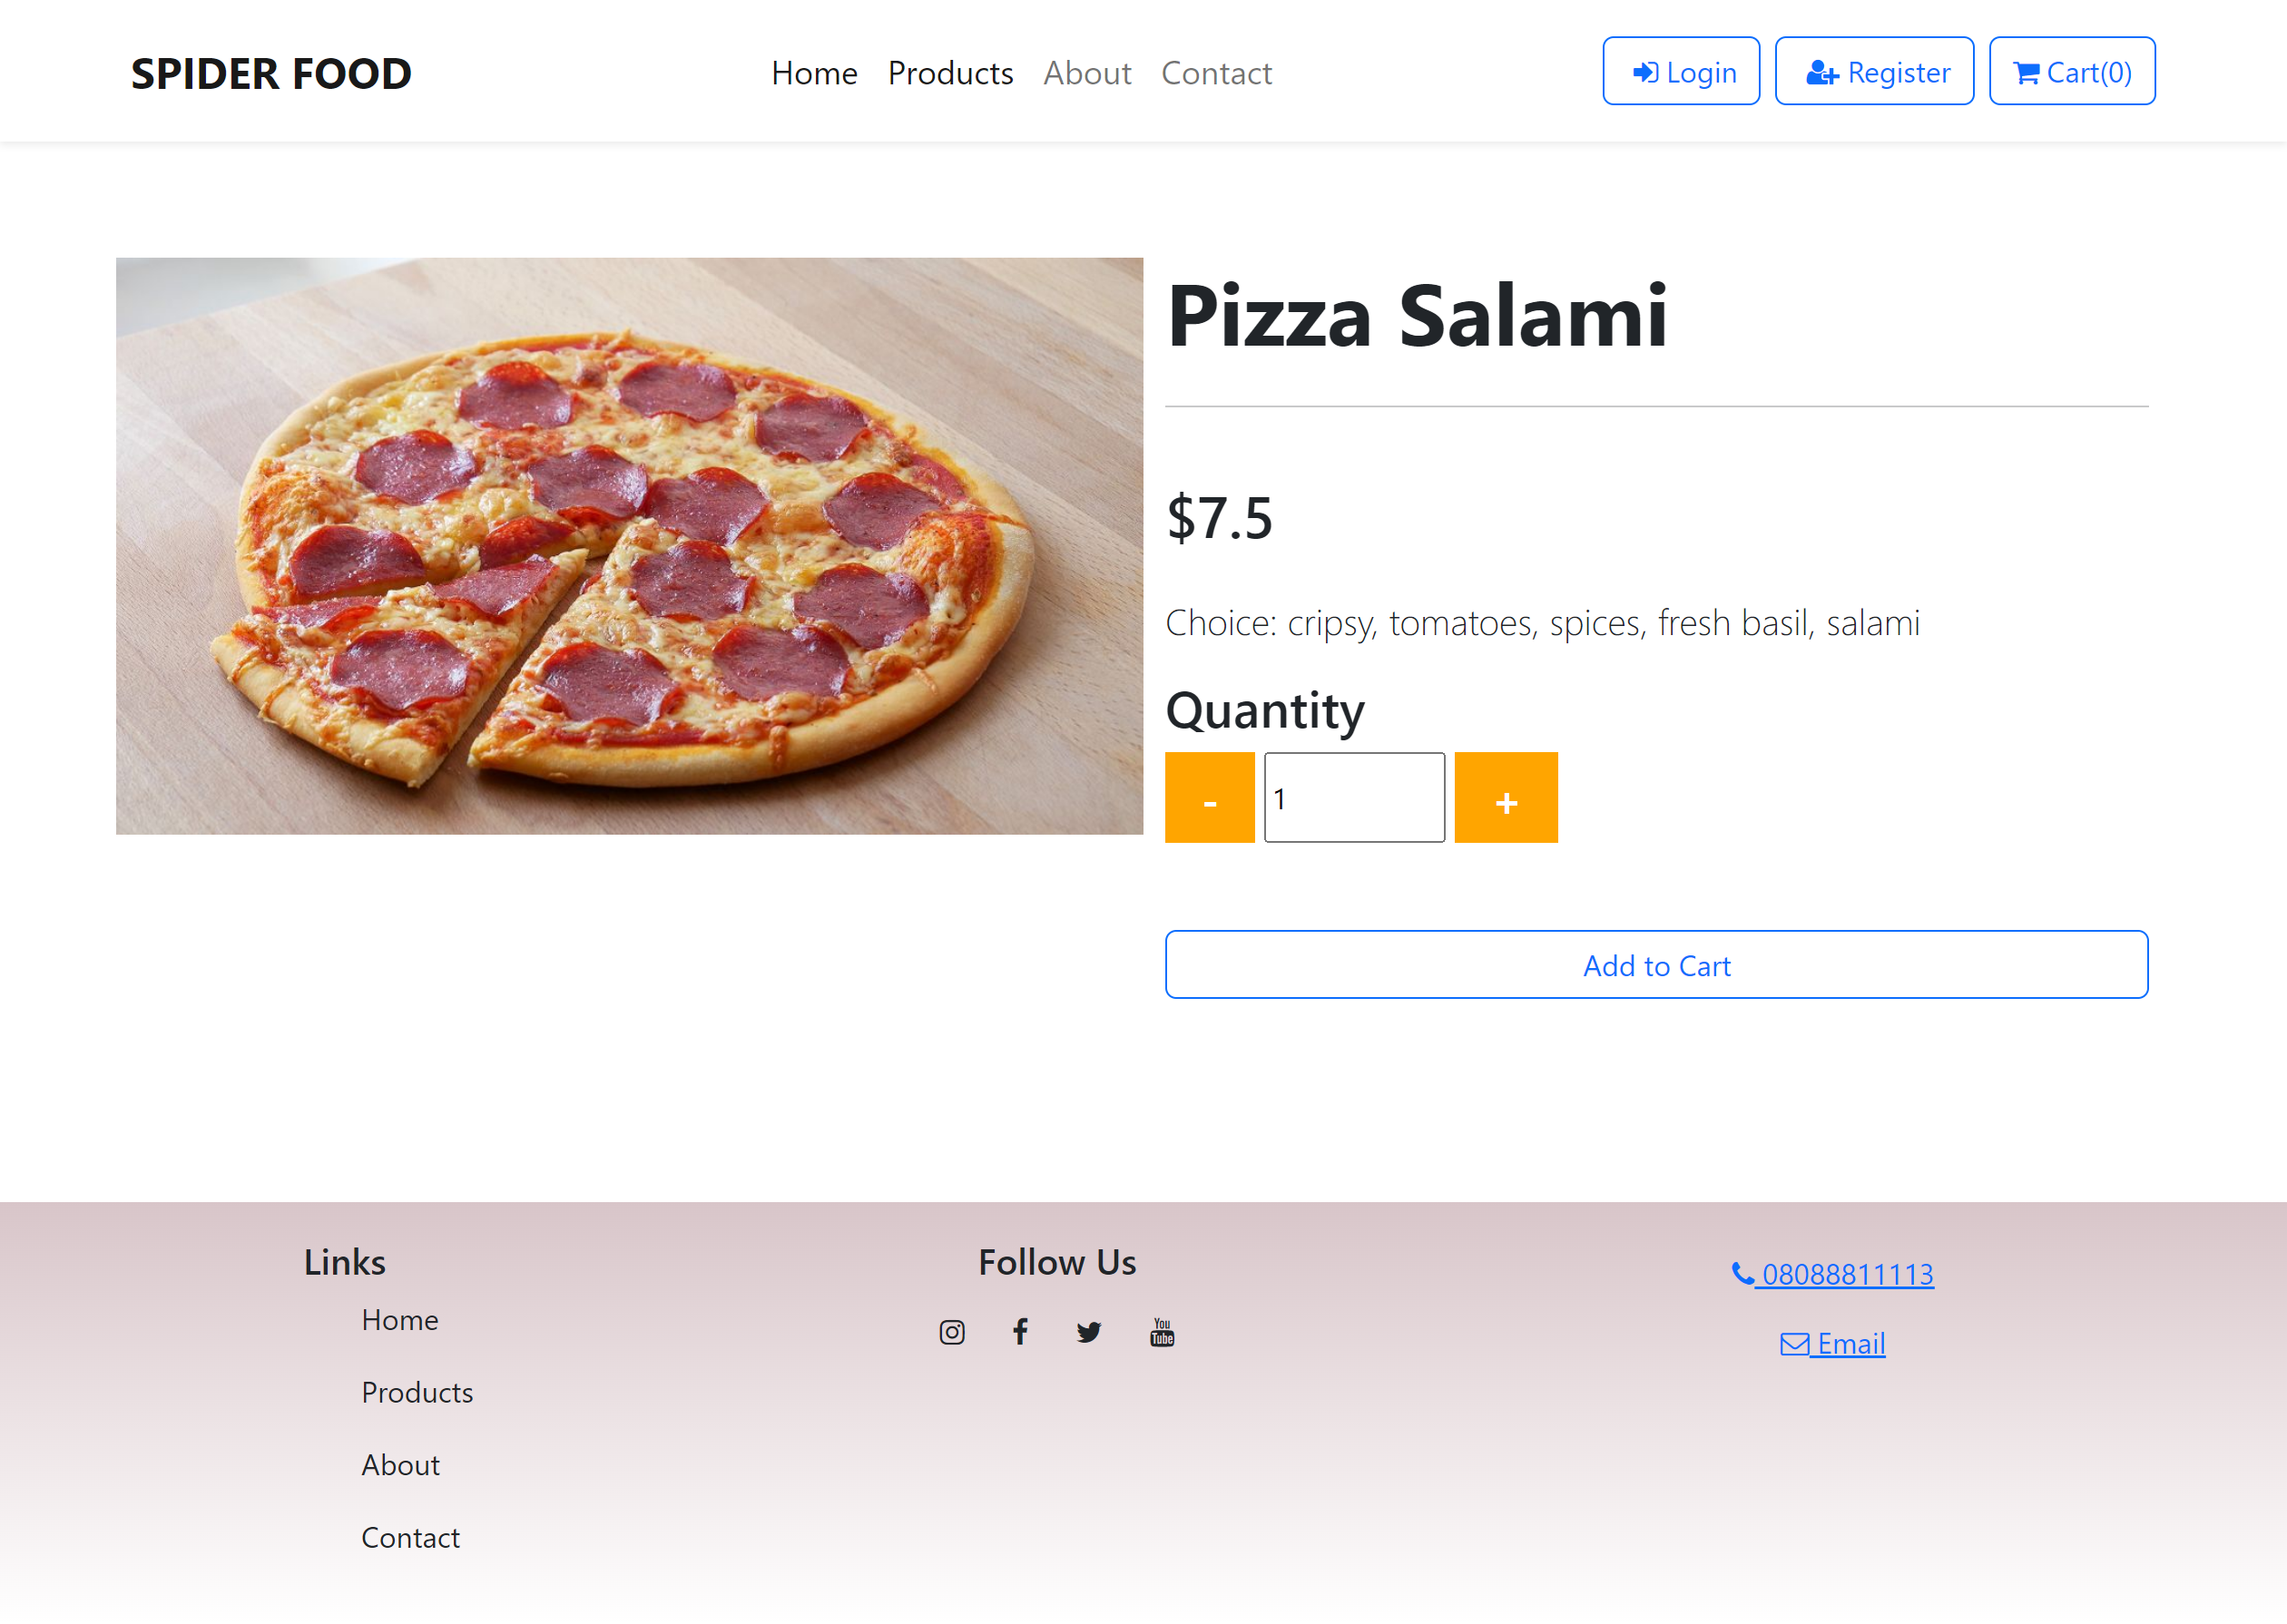 SPIDER FOOD
Home Products About Contact
Login Register Cart(0)
Pizza Salami
$7.5
Choice: cripsy, tomatoes, spices, fresh basil, salami
Quantity
- 1 +
Add to Cart
Links
Home
Products
About
Contact
Follow Us
You Tube
08088811113
Email